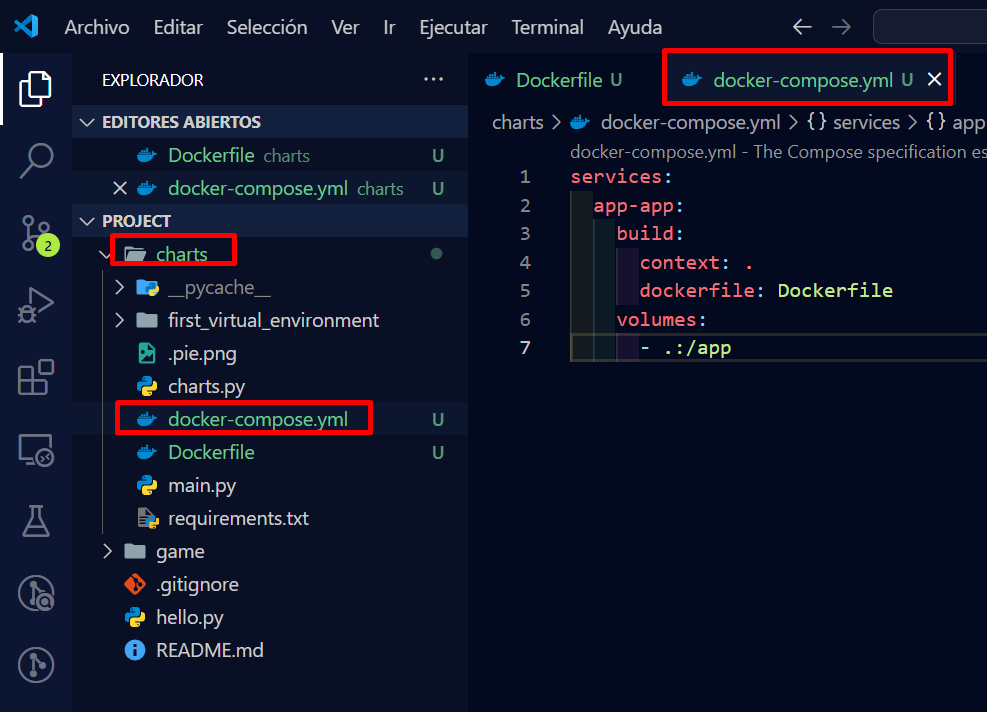 Archivo Editar Selección Ver Ir Ejecutar Terminal Ayuda
EXPLORADOR
EDITORES ABIERTOS
Dockerfile charts U
docker-compose.yml charts U
PROJECT
charts
__pycache__
first_virtual_environment
.pie.png
charts.py
docker-compose.yml U
Dockerfile U
main.py
requirements.txt
game
.gitignore
hello.py
README.md
2
Dockerfile U docker-compose.yml U
charts > docker-compose.yml > {} services > {} app
docker-compose.yml - The Compose specification es
1 services:
2 app-app:
3 build:
4 context: .
5 dockerfile: Dockerfile
6 volumes:
7 - .:/app